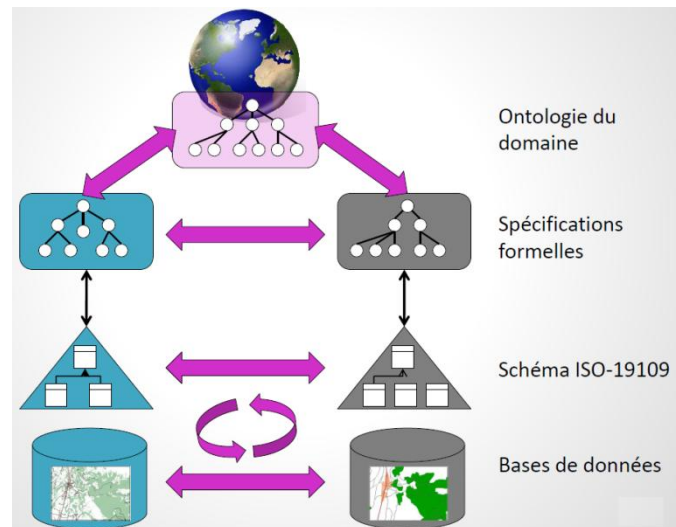 Ontologie du
domaine
Spécifications
formelles
Schéma ISO-19109
Bases de données